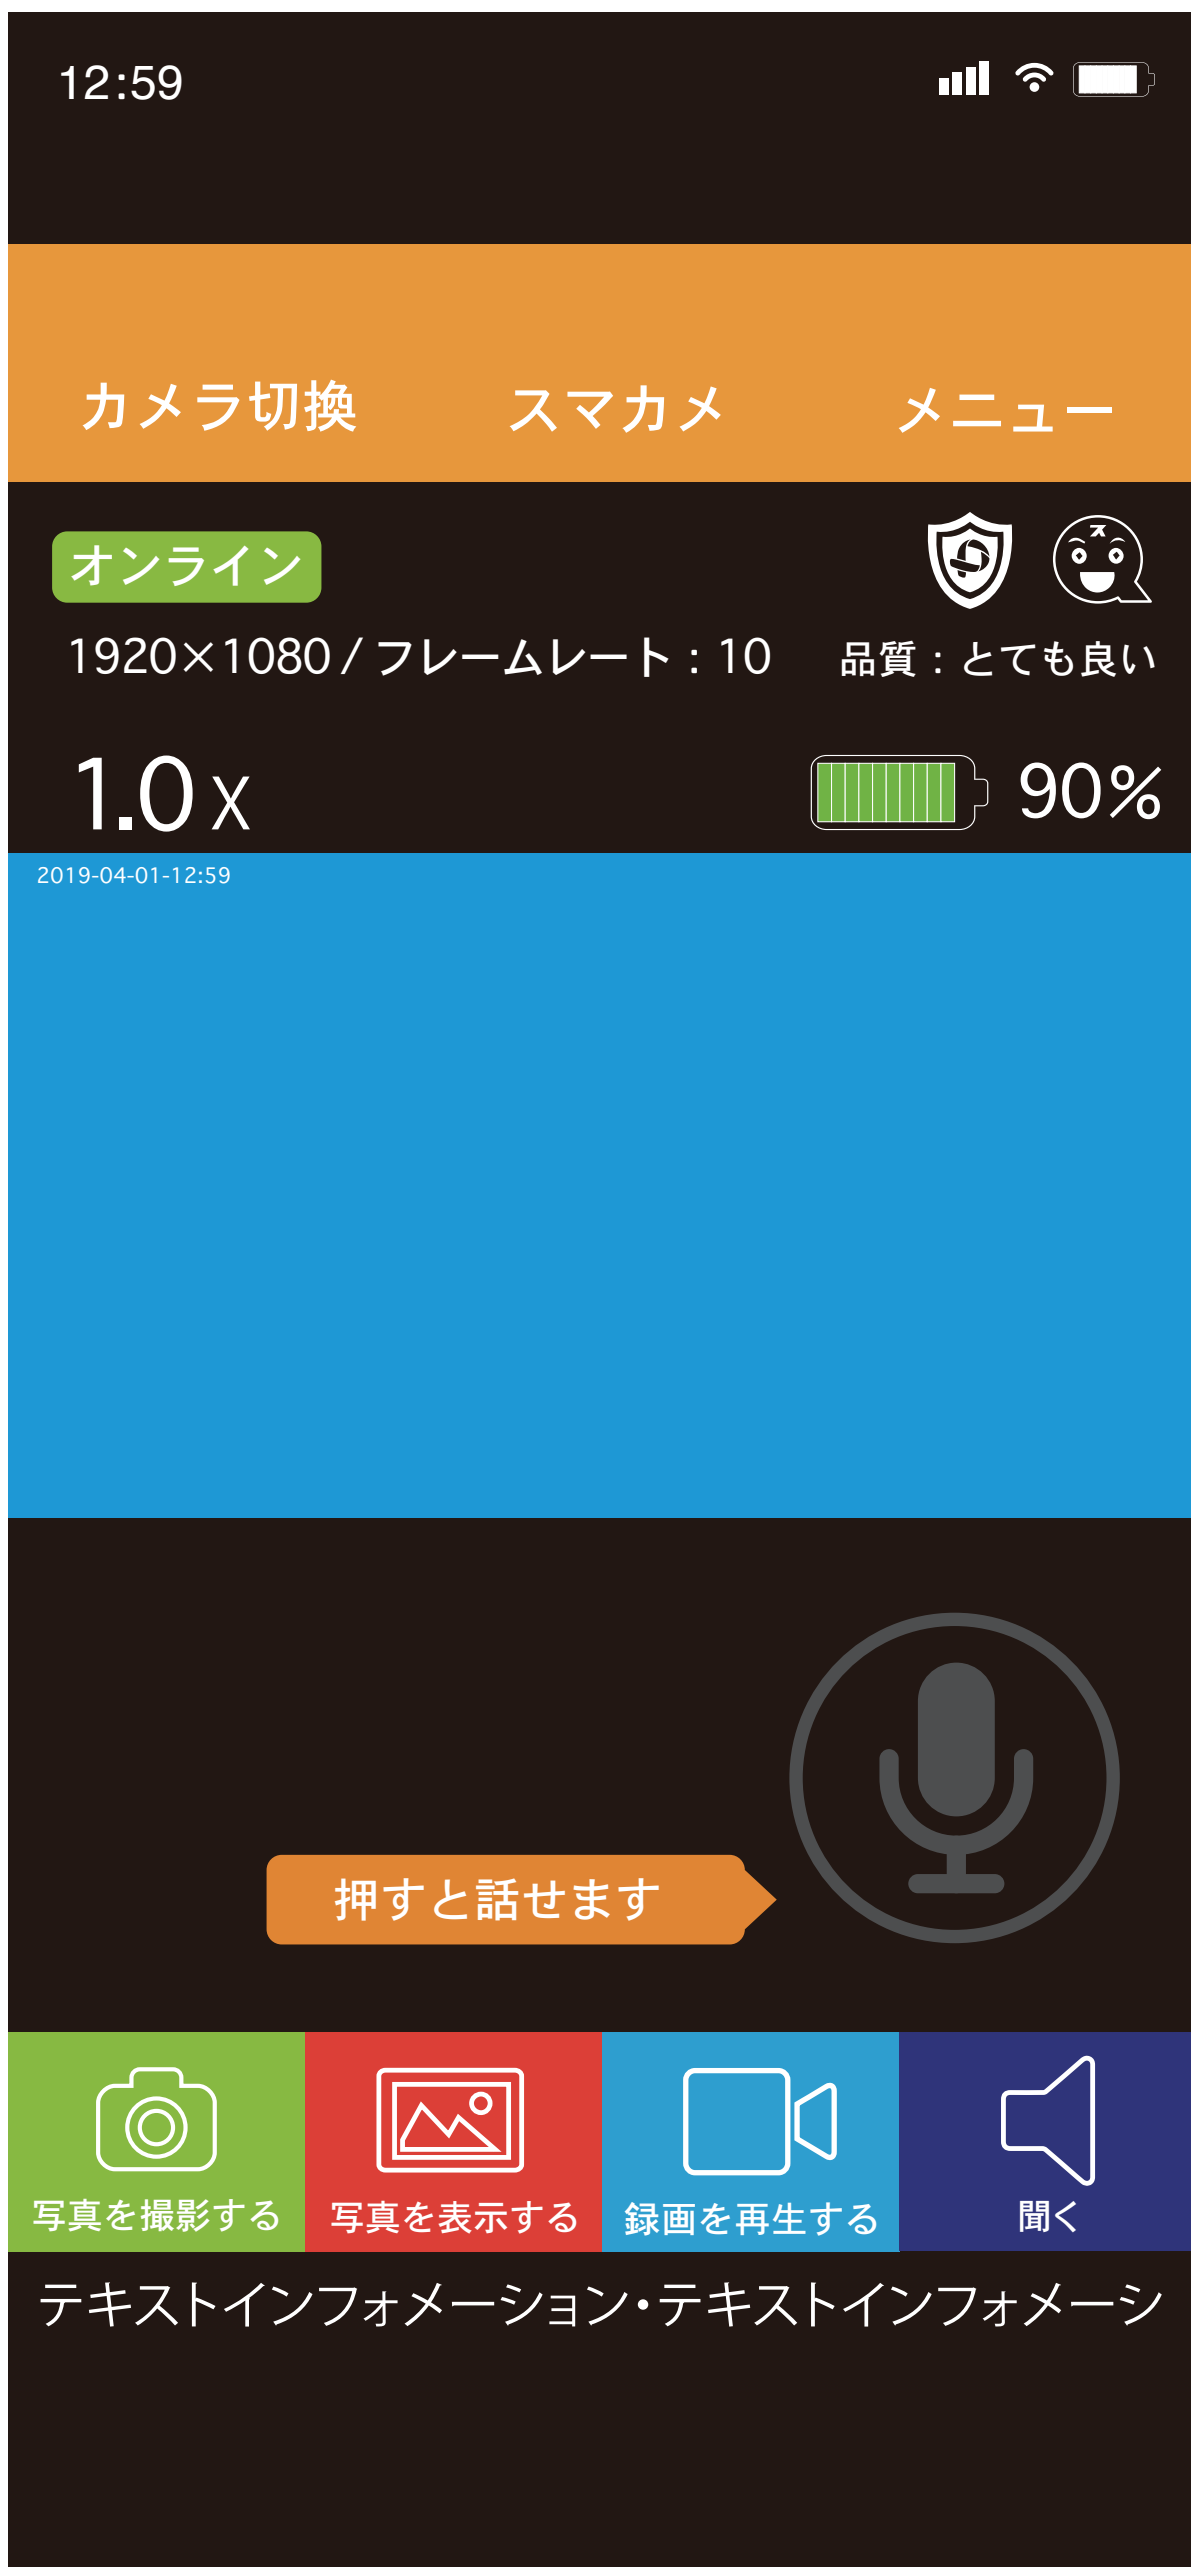 12:59
カメラ切換 スマカメ メニュー
オンライン
ス
1920×1080/フレームレート：10 品質：とても良い
1.0x 90%
2019-04-01-12:59
押すと話せます
写真を撮影する 写真を表示する 録画を再生する 聞く
テキストインフォメーション・テキストインフォメーシ